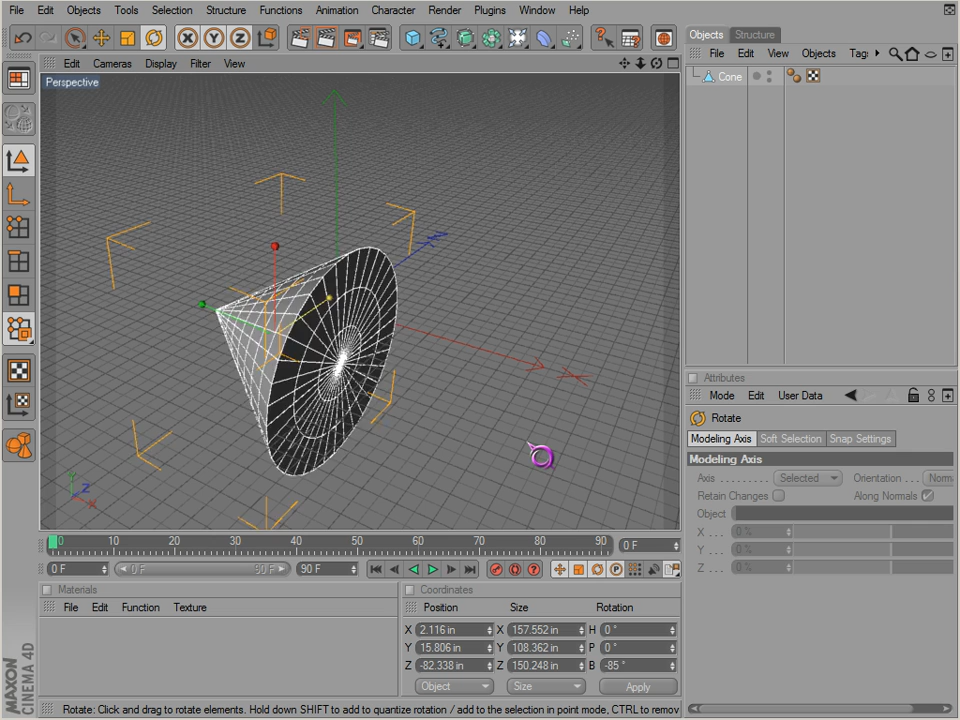 File Edit Objects Tools Selection Structure Functions Animation Character Render Plugins Window Help
X Y Z
Edit Cameras Display Filter View
Perspective
Objects Structure
File Edit View Objects Tag
Cone
Attributes
Mode Edit User Data
Rotate
Modeling Axis Soft Selection Snap Settings
Modeling Axis
Axis Selected Orientation Norm
Retain Changes Along Normals
Object
X 0 %
Y 0 %
Z 0 %
Y Z X
0 10 20 30 40 50 60 70 80 90
0 F
0 F 0 F 90 F 90 F
Materials
File Edit Function Texture
Coordinates
Position Size Rotation
X 2.116 in X 157.552 in H 0 °
Y 15.806 in Y 108.362 in P 0 °
Z -82.338 in Z 150.248 in B -85 °
Object Size Apply
MAXON
CINEMA 4D
Rotate: Click and drag to rotate elements. Hold down SHIFT to add to quantize rotation / add to the selection in point mode, CTRL to remov